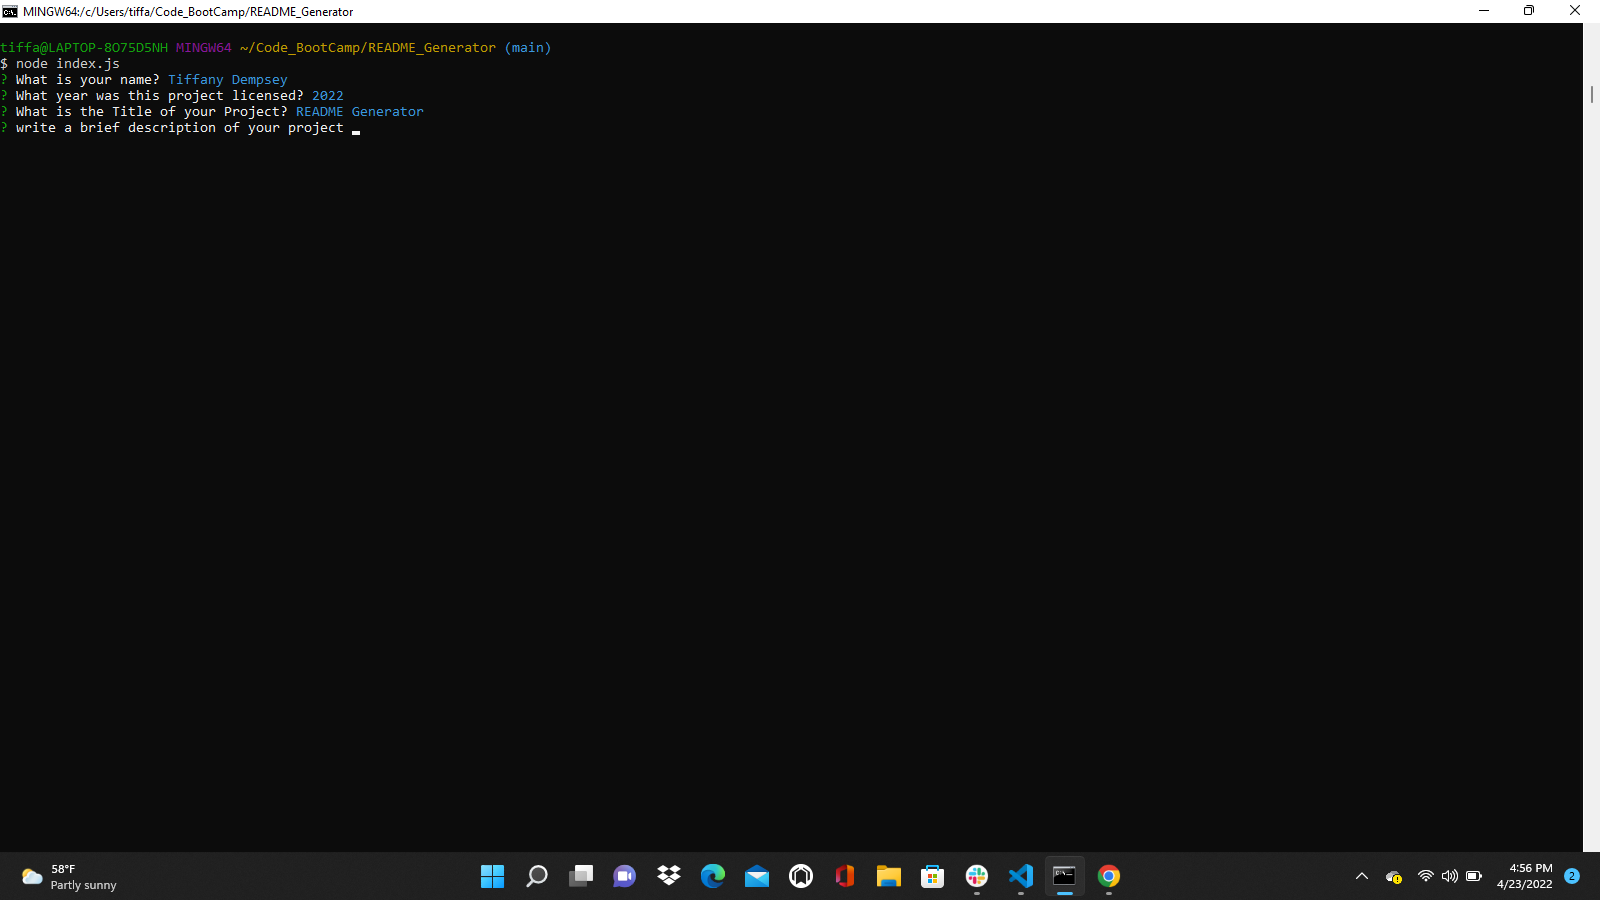 MINGW64:/c/Users/tiffa/Code_BootCamp/README_Generator
tiffa@LAPTOP-8O75D5NH MINGW64 ~/Code_BootCamp/README_Generator (main)
$ node index.js
? What is your name? Tiffany Dempsey
? What year was this project licensed? 2022
? What is the Title of your Project? README Generator
? write a brief description of your project
58°F
Partly sunny
4:56 PM
4/23/2022
2